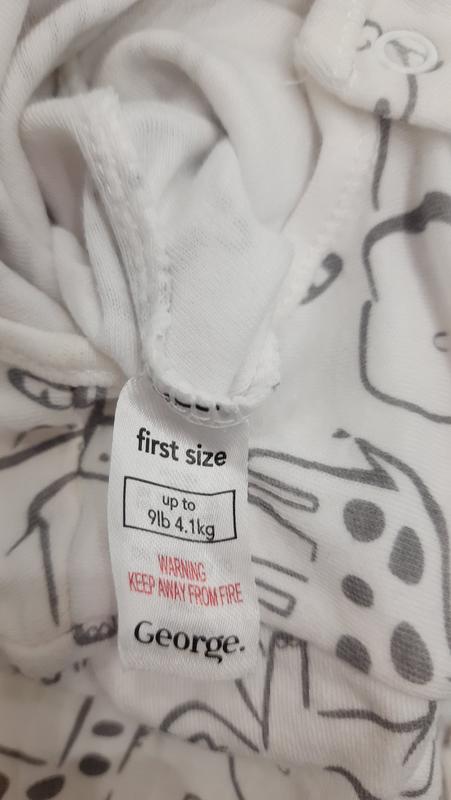 first size
up to
9lb 4.1kg
WARNING
KEEP AWAY FROM FIRE
George.